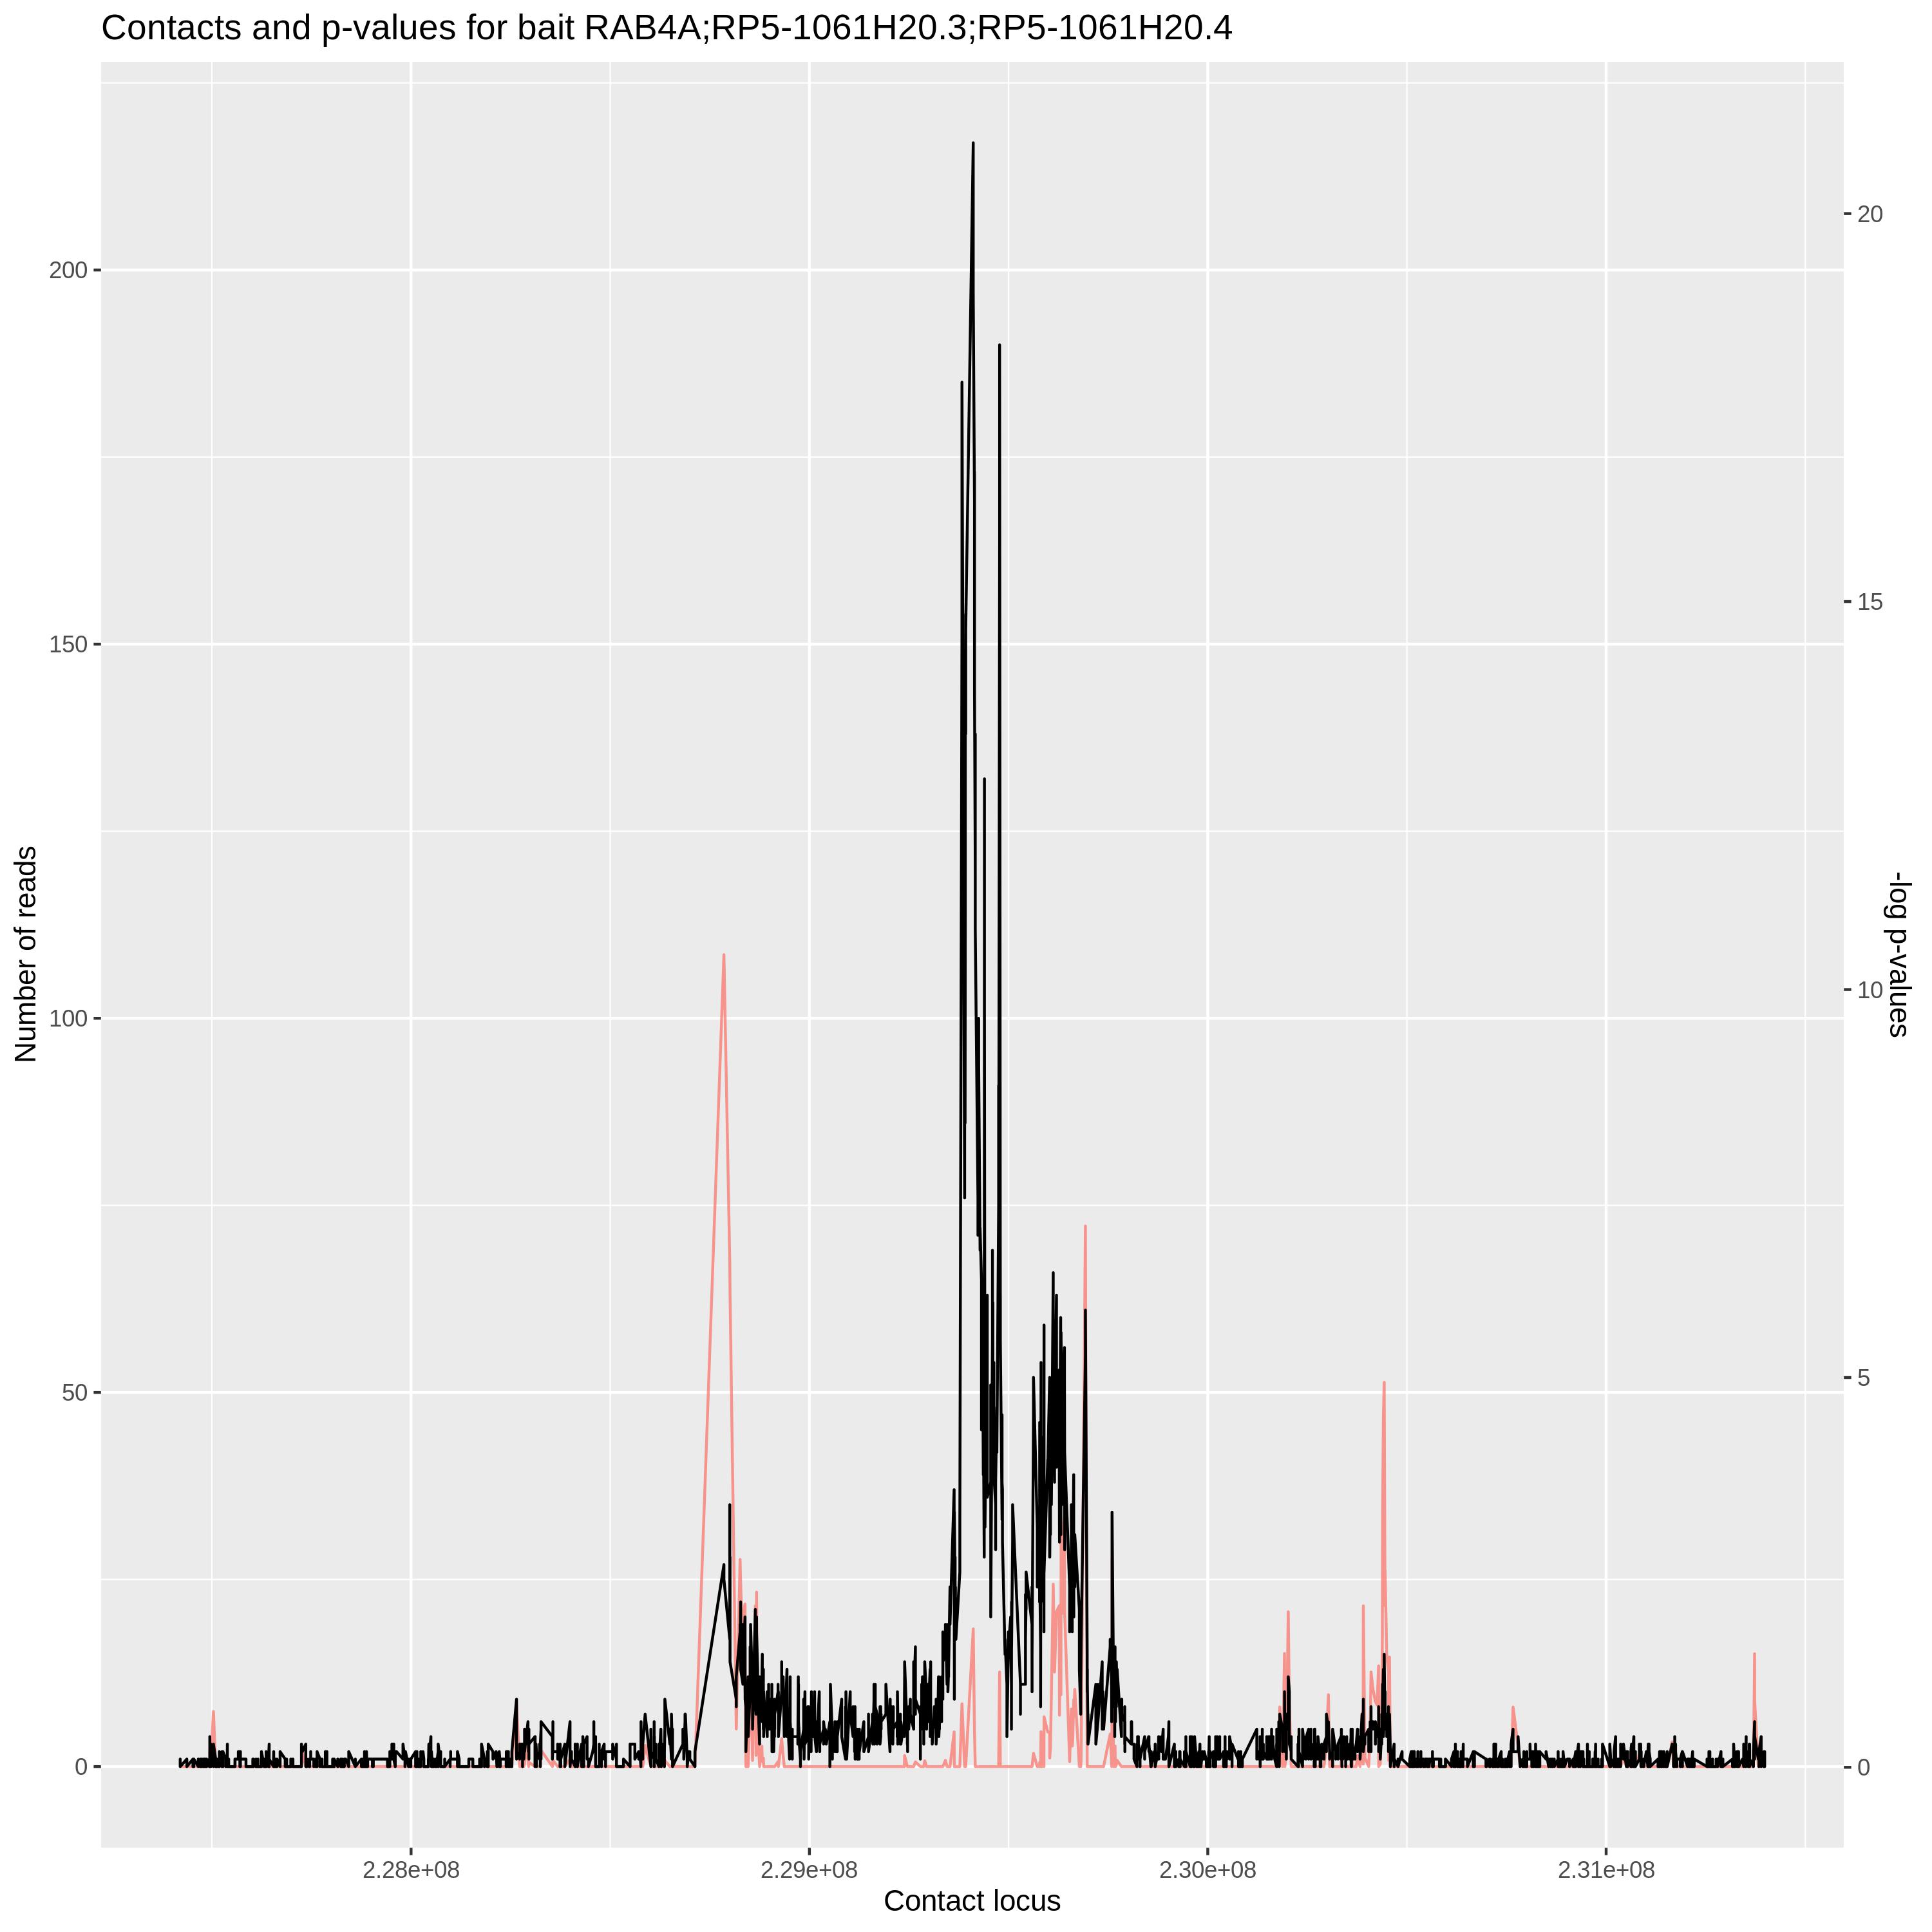 Contacts and p-values for bait RAB4A;RP5-1061H20.3;RP5-1061H20.4
Number of reads
200
150
100
50
0
20
15
10
5
0
-log p-values
2.28e+08 2.29e+08 2.30e+08 2.31e+08
Contact locus